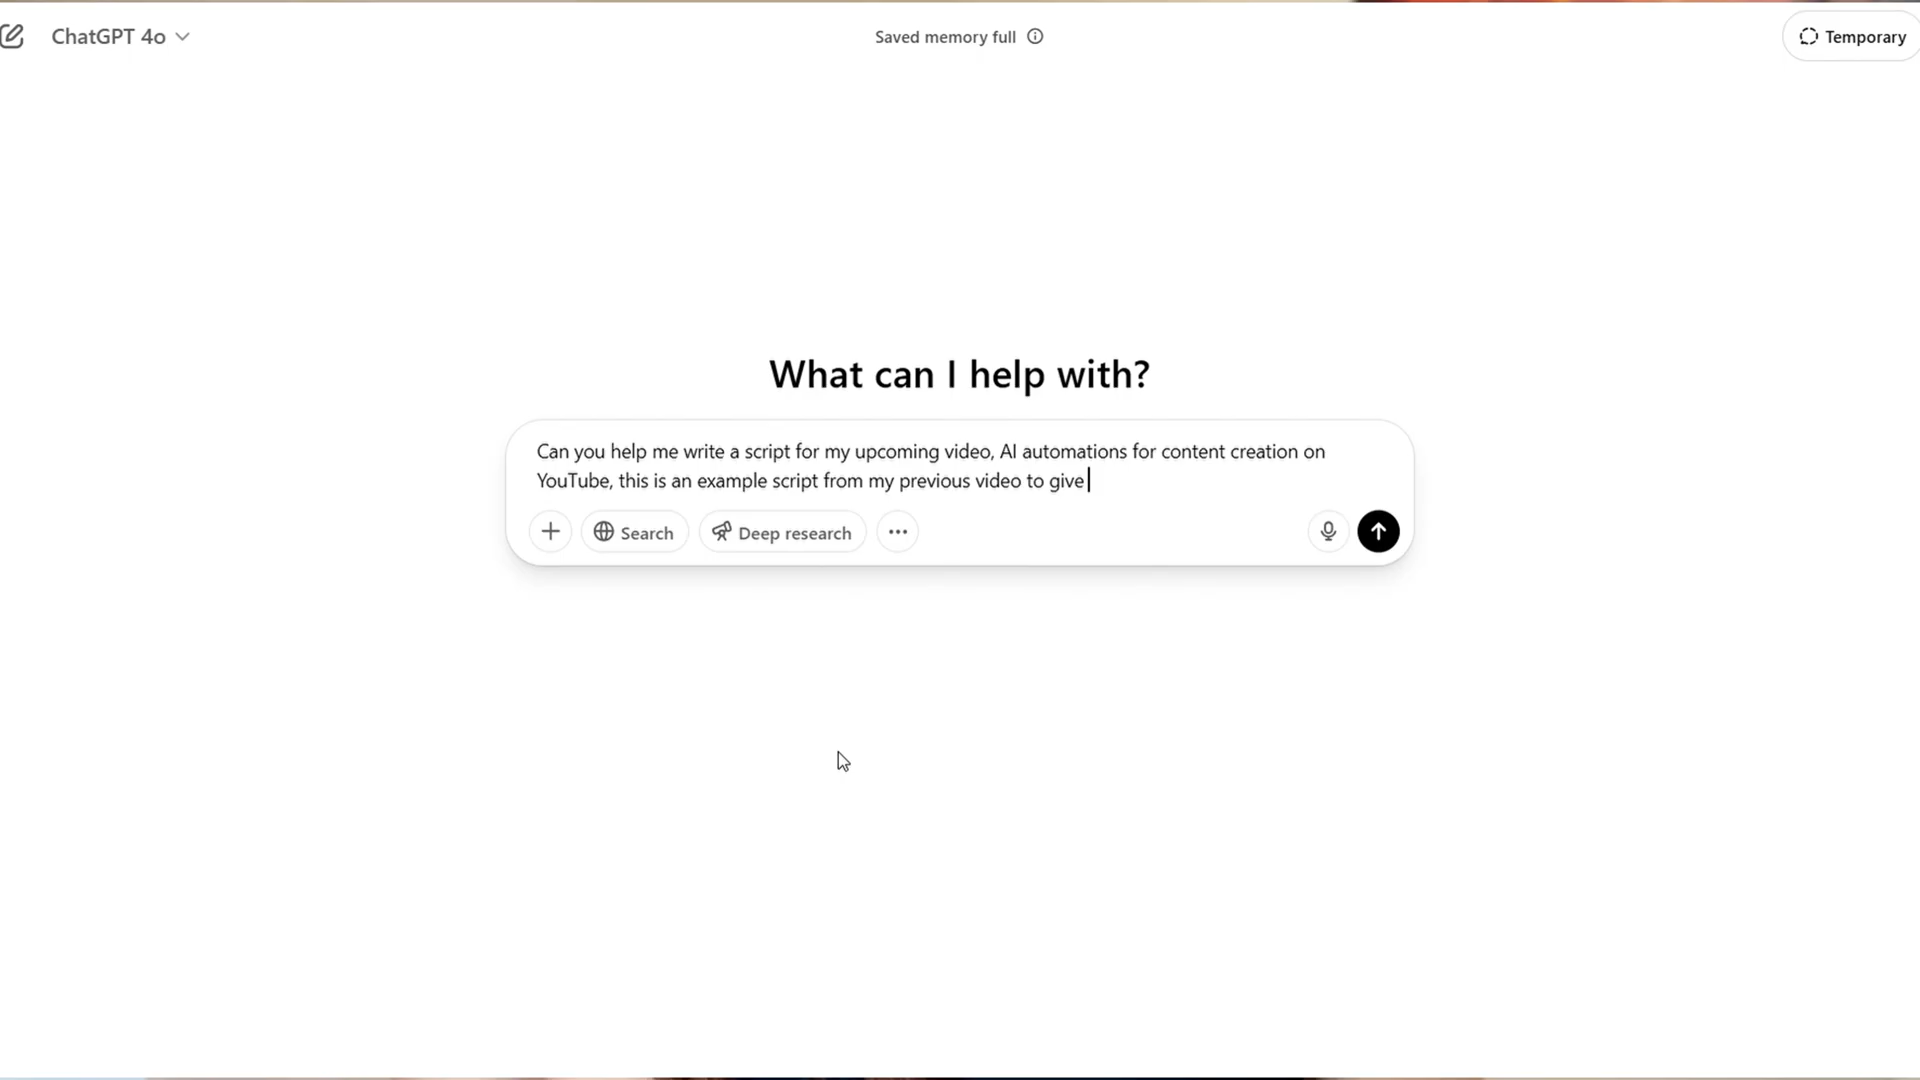 ChatGPT 4o
Saved memory full
Temporary
What can I help with?
Can you help me write a script for my upcoming video, AI automations for content creation on
YouTube, this is an example script from my previous video to give
Search
Deep research